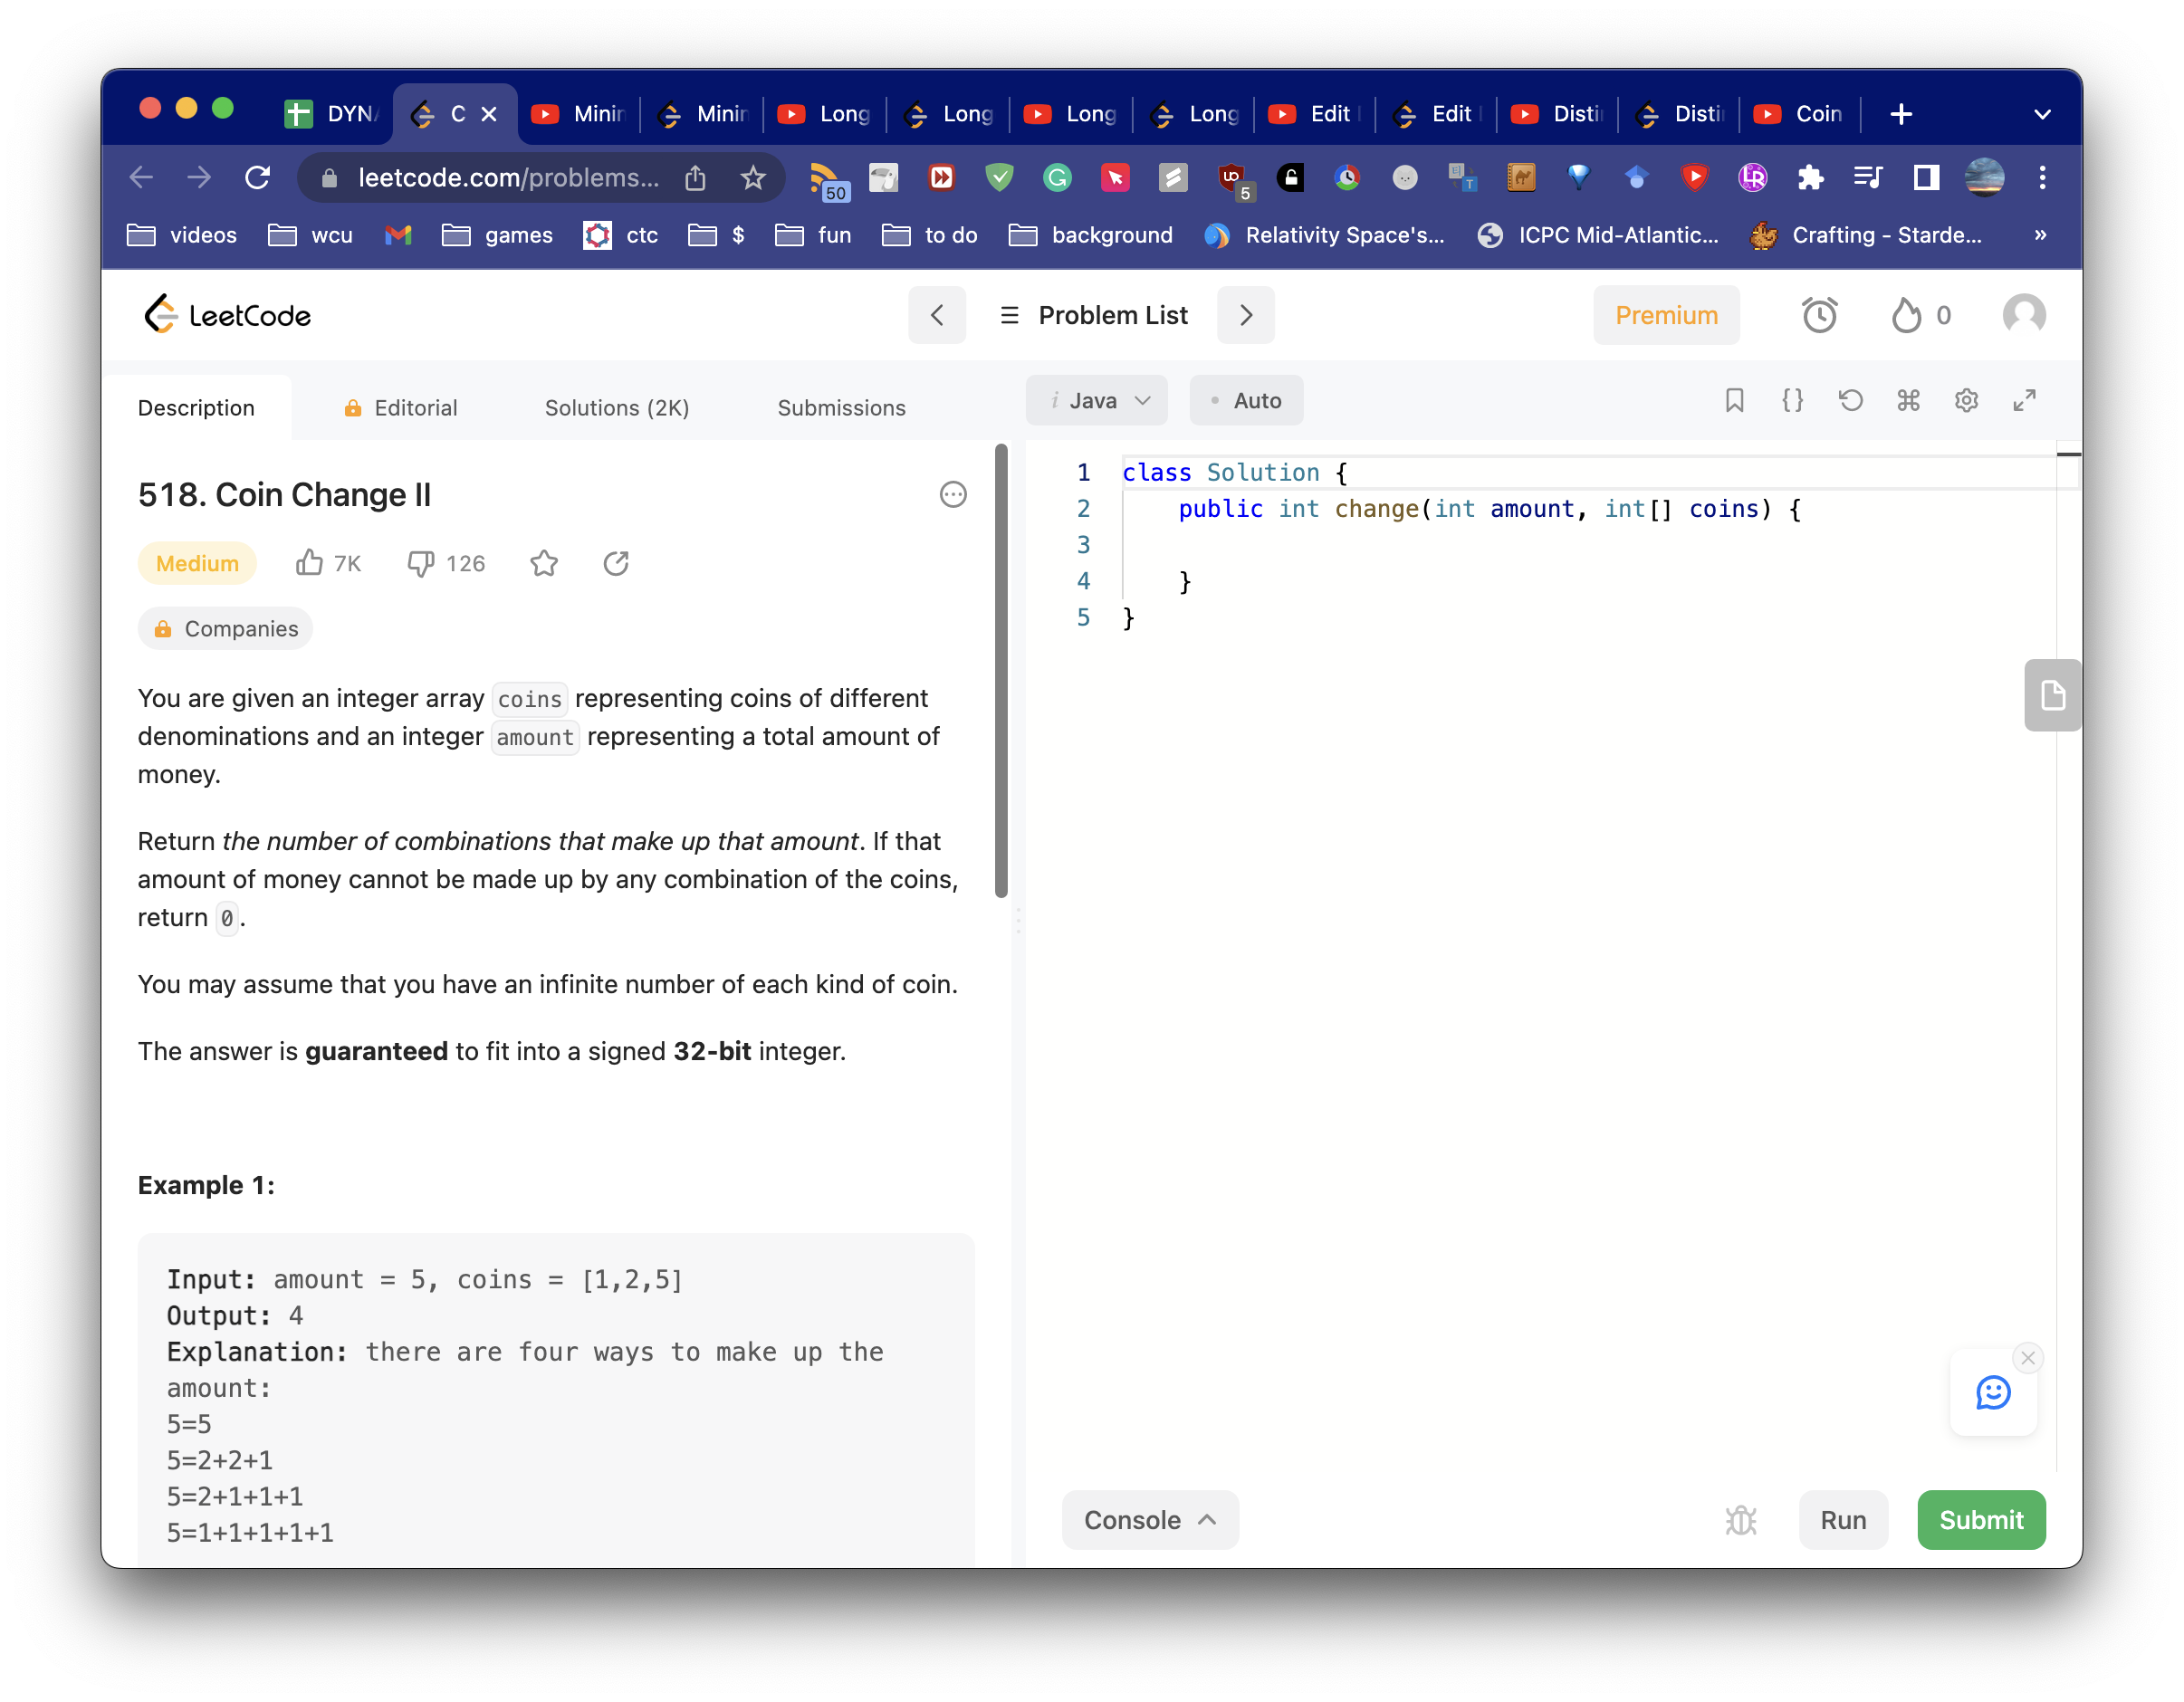 DYN
C
Minin
Minin
Long
Long
Long
Long
Edit
Edit
Distin
Distin
Coin
leetcode.com/problems...
50
5
videos
wcu
games
ctc
$
fun
to do
background
Relativity Space's...
ICPC Mid-Atlantic...
Crafting - Starde...
»
LeetCode
Problem List
Premium
0
Description
Editorial
Solutions (2K)
Submissions
Java
Auto
518. Coin Change II
Medium
7K
126
Companies
You are given an integer array coins representing coins of different
denominations and an integer amount representing a total amount of
money.
Return the number of combinations that make up that amount. If that
amount of money cannot be made up by any combination of the coins,
return 0.
You may assume that you have an infinite number of each kind of coin.
The answer is guaranteed to fit into a signed 32-bit integer.
Example 1:
Input: amount = 5, coins = [1,2,5]
Output: 4
Explanation: there are four ways to make up the
amount:
5=5
5=2+2+1
5=2+1+1+1
5=1+1+1+1+1
1 class Solution {
2 public int change(int amount, int[] coins) {
3
4 }
5 }
Console
Run
Submit